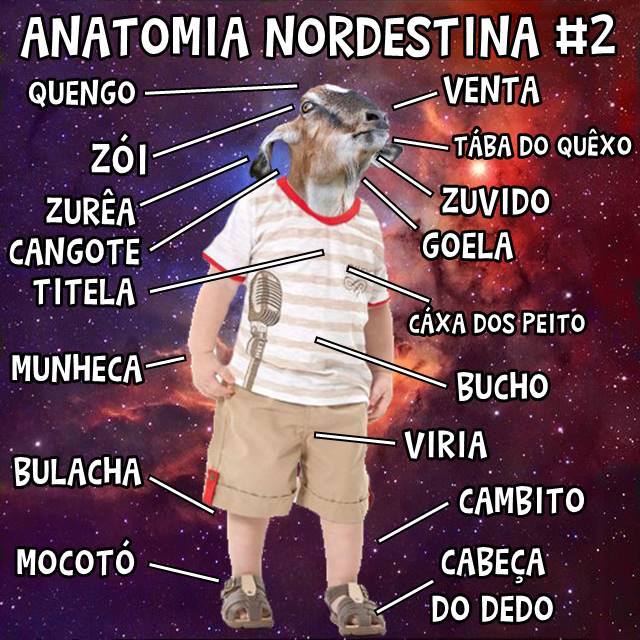 ANATOMIA NORDESTINA #2
QUENGO
VENTA
ZÓI
TÁBA DO QUÊXO
ZURÊA
ZUVIDO
CANGOTE
GOELA
TITELA
CÁXA DOS PEITO
MUNHECA
BUCHO
VIRIA
BULACHA
CAMBITO
MOCOTÓ
CABEÇA
DO DEDO